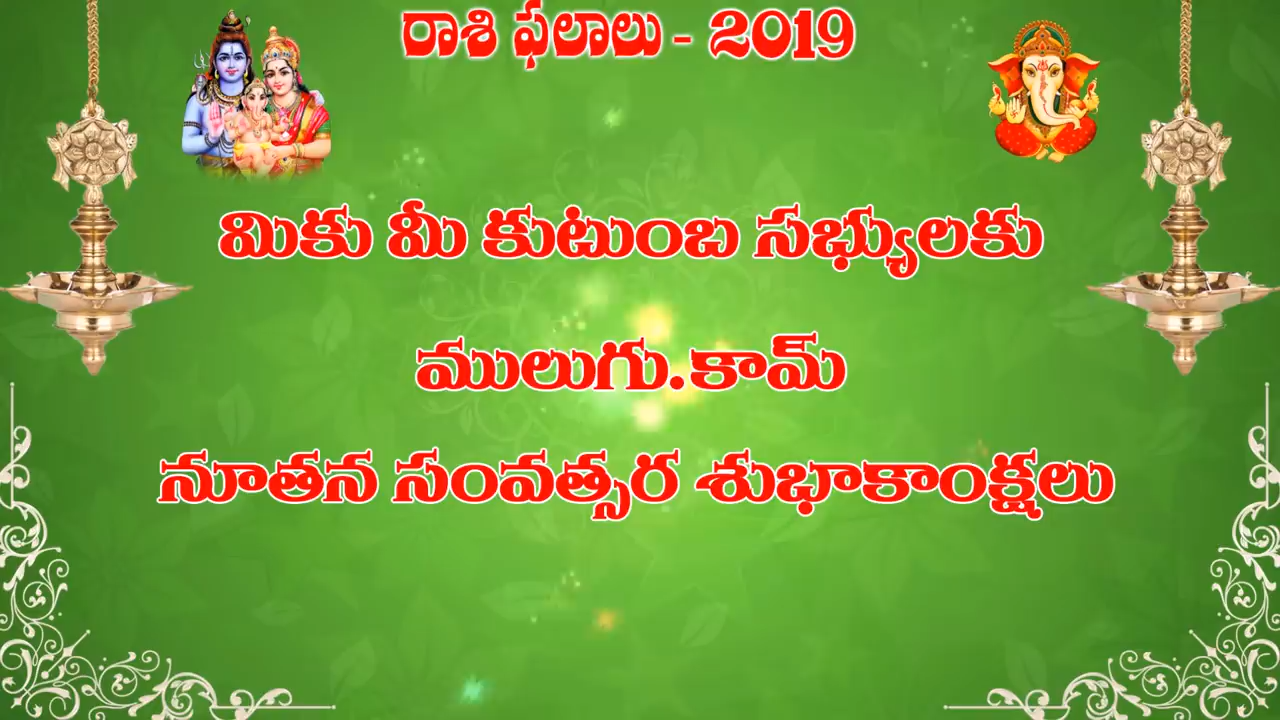 రాశి ఫలాలు - 2019
మికు మీ కుటుంబ సభ్యులకు
ములుగు.కామ్
నూతన సంవత్సర శుభాకాంక్షలు